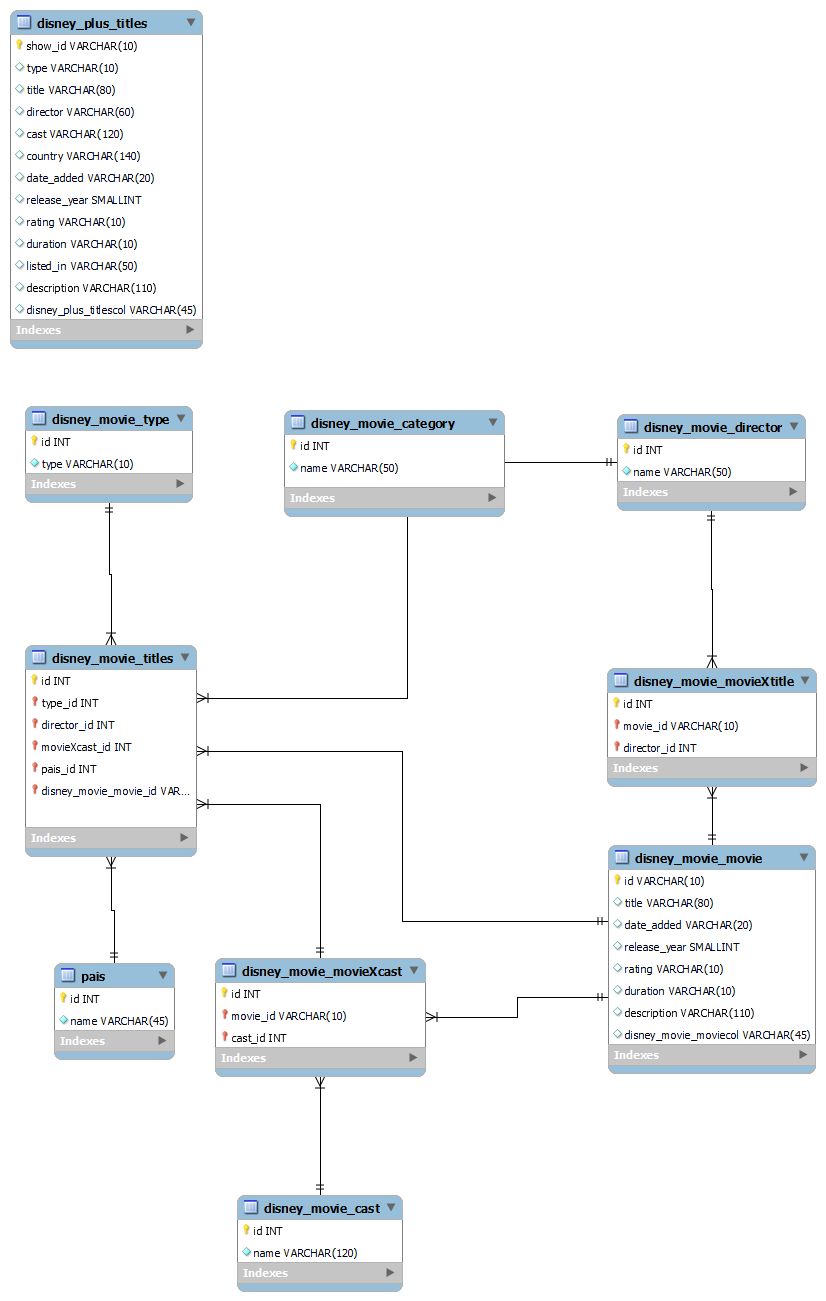 disney_plus_titles
show_id VARCHAR(10)
type VARCHAR(10)
title VARCHAR(80)
director VARCHAR(60)
cast VARCHAR(120)
country VARCHAR(140)
date_added VARCHAR(20)
release_year SMALLINT
rating VARCHAR(10)
duration VARCHAR(10)
listed_in VARCHAR(50)
description VARCHAR(110)
disney_plus_titlescol VARCHAR(45)
Indexes
disney_movie_type
id INT
type VARCHAR(10)
Indexes
disney_movie_category
id INT
name VARCHAR(50)
Indexes
disney_movie_director
id INT
name VARCHAR(50)
Indexes
disney_movie_titles
id INT
type_id INT
director_id INT
movieXcast_id INT
pais_id INT
disney_movie_movie_id VAR...
Indexes
disney_movie_movieXtitle
id INT
movie_id VARCHAR(10)
director_id INT
Indexes
disney_movie_movie
id VARCHAR(10)
title VARCHAR(80)
date_added VARCHAR(20)
release_year SMALLINT
rating VARCHAR(10)
duration VARCHAR(10)
description VARCHAR(110)
disney_movie_moviecol VARCHAR(45)
Indexes
pais
id INT
name VARCHAR(45)
Indexes
disney_movie_movieXcast
id INT
movie_id VARCHAR(10)
cast_id INT
Indexes
disney_movie_cast
id INT
name VARCHAR(120)
Indexes